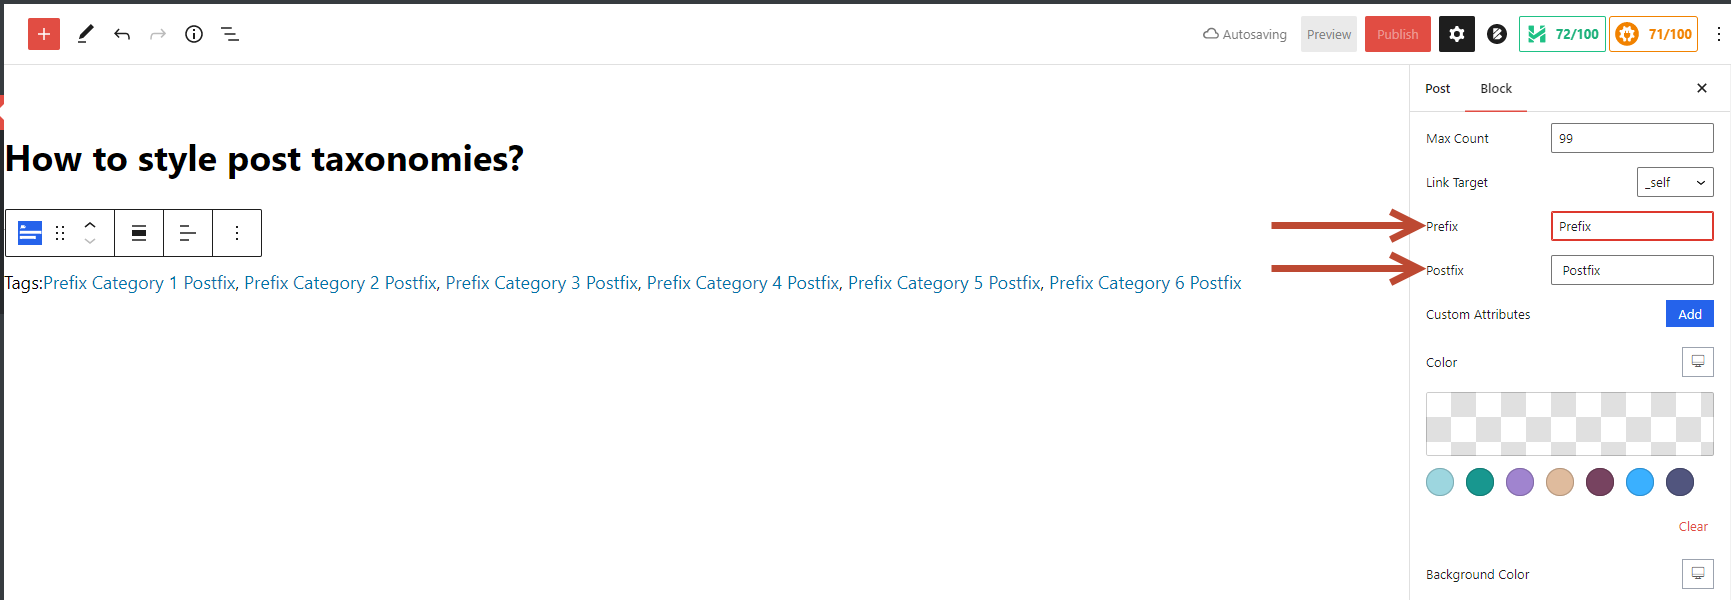 Autosaving Preview Publish 72/100 71/100
Post Block
Max Count 99
How to style post taxonomies?
Link Target _self
Prefix Prefix
Postfix Postfix
Tags:Prefix Category 1 Postfix, Prefix Category 2 Postfix, Prefix Category 3 Postfix, Prefix Category 4 Postfix, Prefix Category 5 Postfix, Prefix Category 6 Postfix
Custom Attributes Add
Color
Clear
Background Color